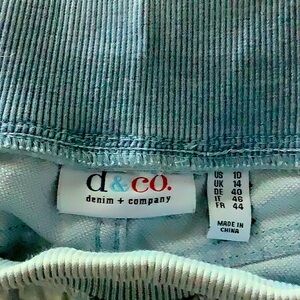 d&co.
denim + company
US 10
UK 14
DE 40
IT 46
FR 44
MADE IN
CHINA